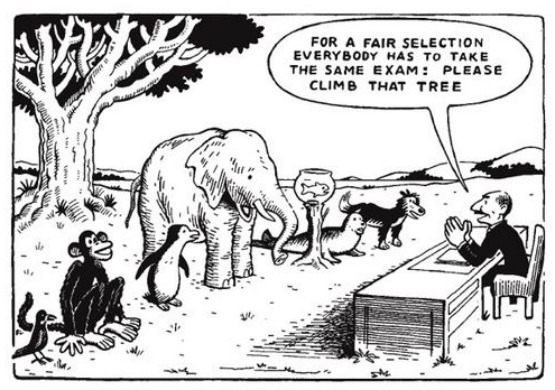 FOR A FAIR SELECTION
EVERYBODY HAS TO TAKE
THE SAME EXAM: PLEASE
CLIMB THAT TREE